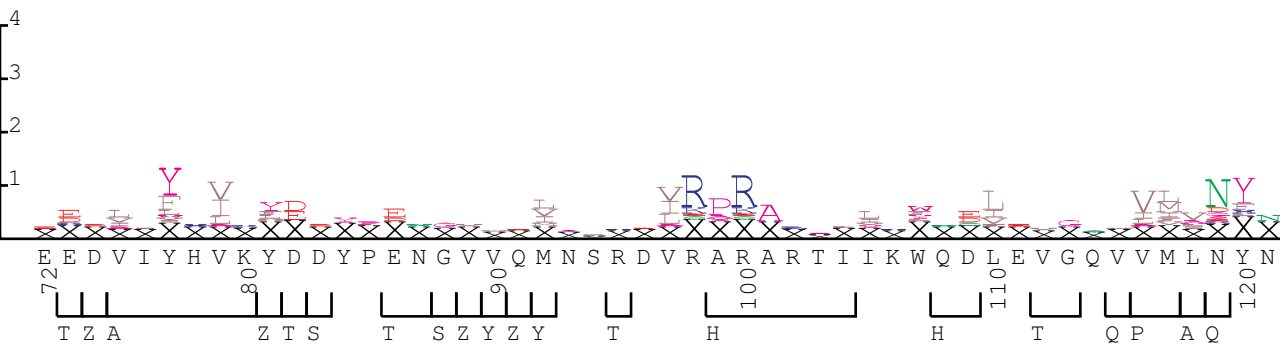 4
3
2
1
Y V Y D E V R P R A V N Y N
E E D V I Y H V K Y D D Y P E N G V V Q M N S R D V R A R A R T I I K W Q D L E V G Q V V M L N Y N
72 80 90 100 110 120
T Z A Z T S T S Z Y Z Y T H H T Q P A Q